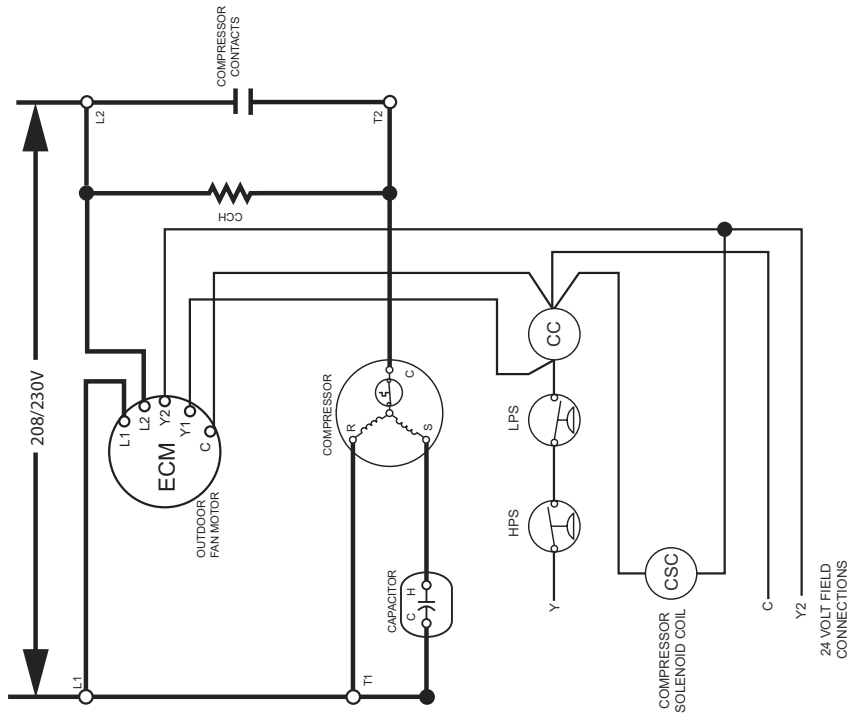 COMPRESSOR
CONTACTS
L2
T2
CCH
208/230V
L1
L2
Y2
Y1
C
ECM
OUTDOOR
FAN MOTOR
COMPRESSOR
R
C
S
CAPACITOR
C
H
L1
T1
CC
LPS
HPS
Y
CSC
COMPRESSOR
SOLENOID COIL
C
Y2
24 VOLT FIELD
CONNECTIONS